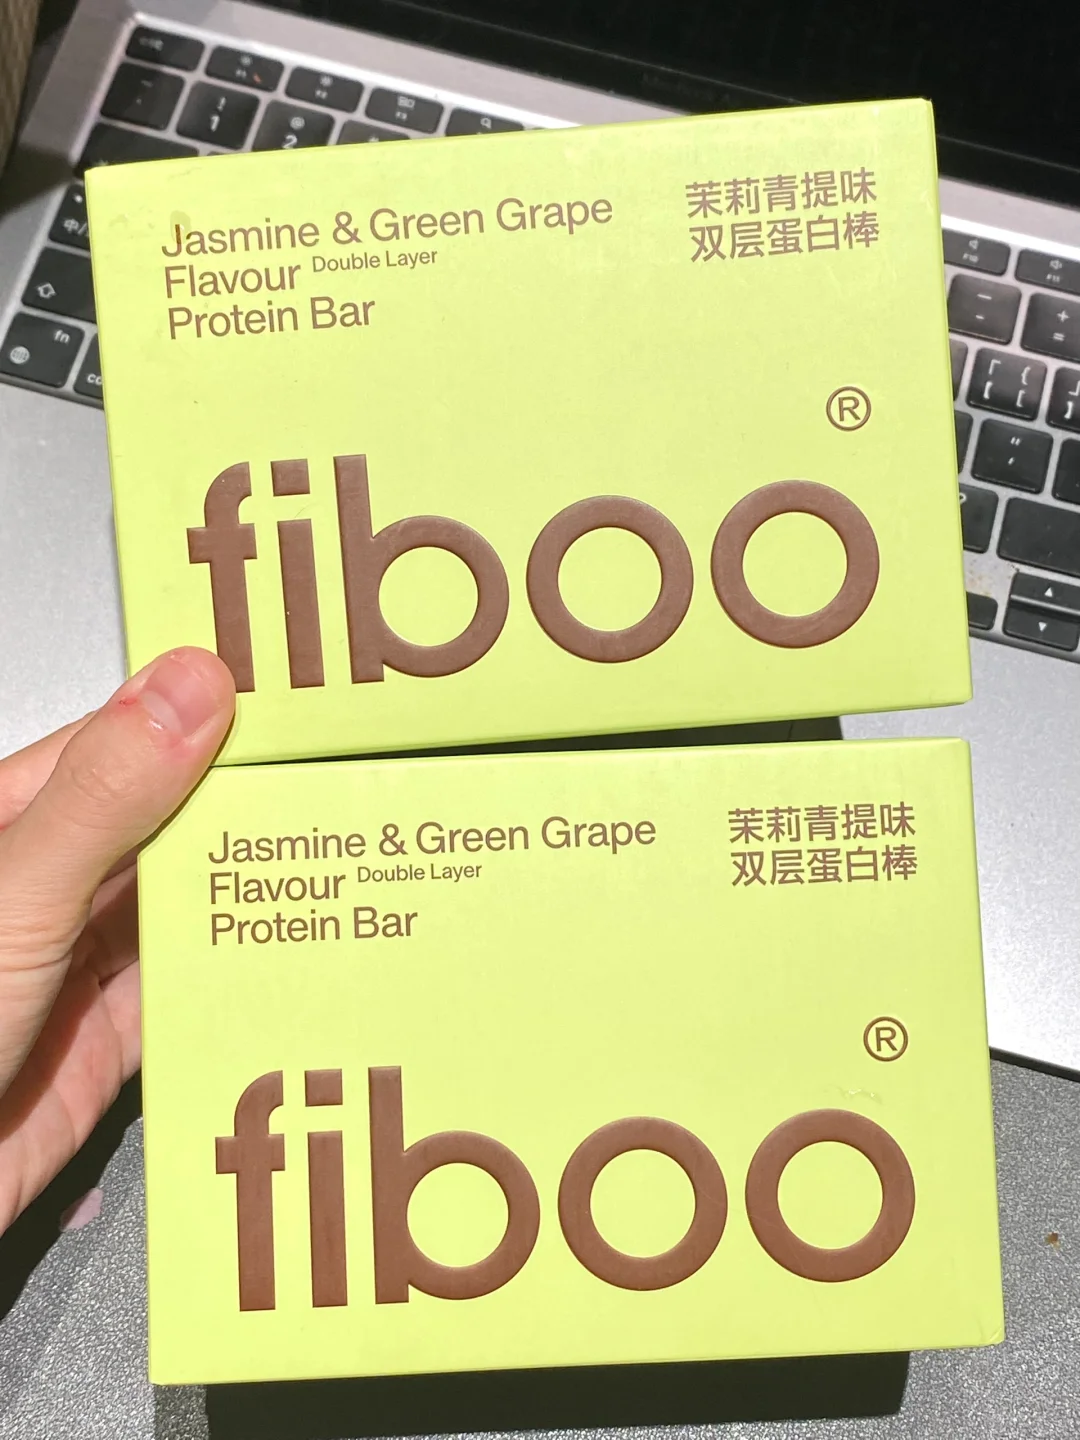 Jasmine & Green Grape
Flavour Double Layer
Protein Bar
茉莉青提味
双层蛋白棒
®
fiboo
Jasmine & Green Grape
Flavour Double Layer
Protein Bar
茉莉青提味
双层蛋白棒
®
fiboo
fn